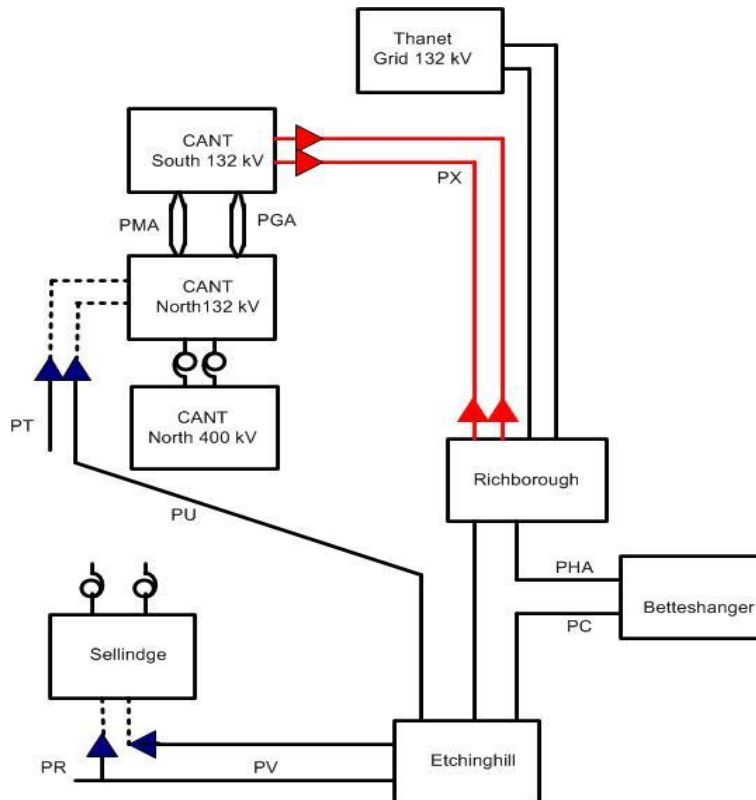 Thanet
Grid 132 kV
CANT
South 132 kV
PX
PMA
PGA
CANT
North132 kV
CANT
North 400 kV
PT
Richborough
PU
PHA
Betteshanger
PC
Sellindge
PR
PV
Etchinghill